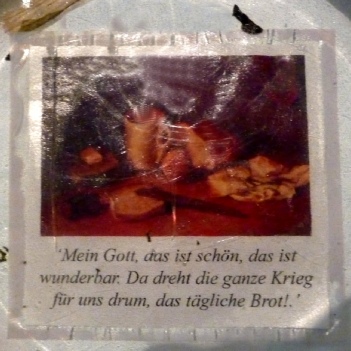 'Mein Gott, das ist schön, das ist
wunderbar. Da dreht die ganze Krieg
für uns drum, das tägliche Brot!.'